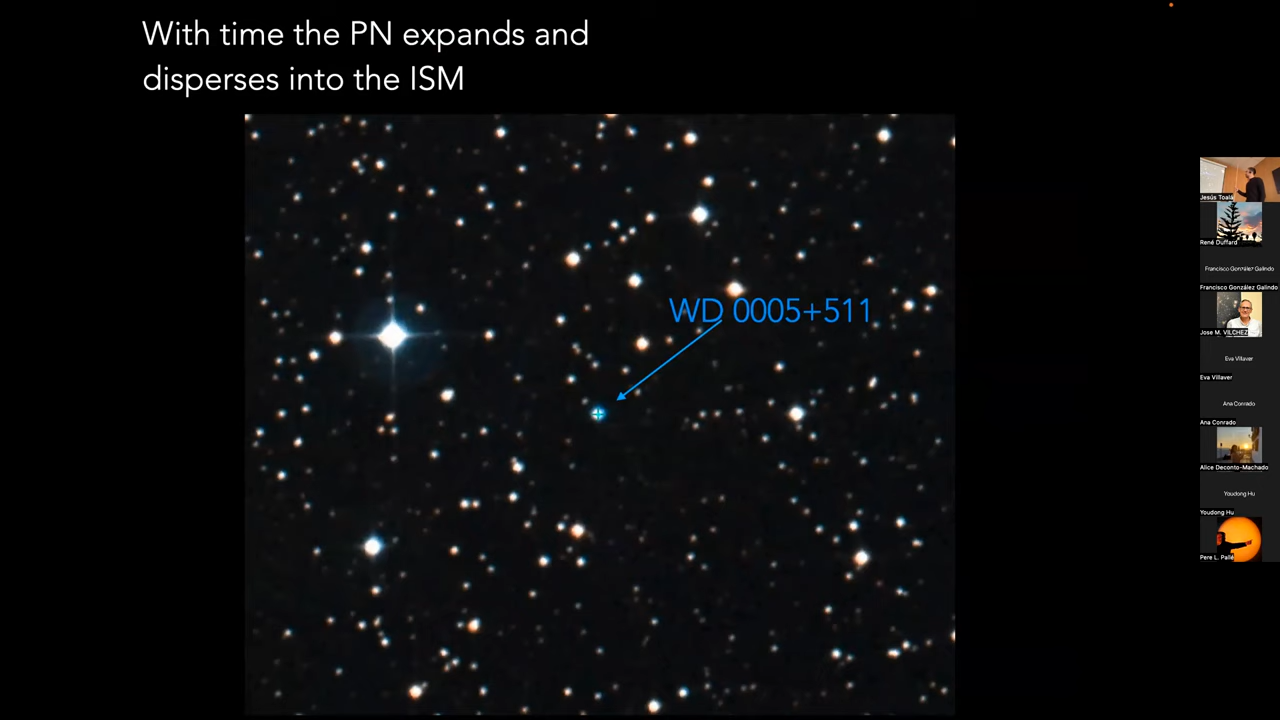 With time the PN expands and
disperses into the ISM
WD 0005+511
Jesús Toalá
René Duffard
Francisco González Galindo
Francisco González Galindo
Jose M. VILCHEZ
Eva Villaver
Eva Villaver
Ana Conrado
Ana Conrado
Alice Deconto-Machado
Youdong Hu
Youdong Hu
Pere L. Pallé